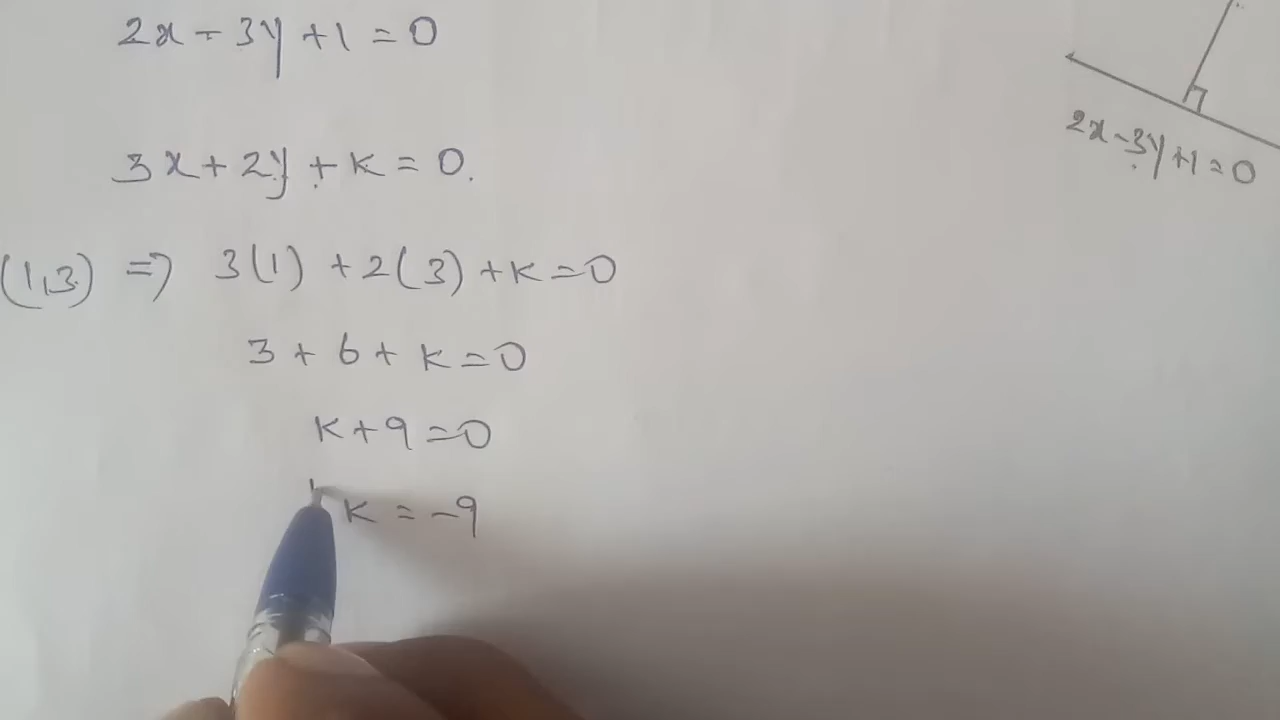 2x - 3y + 1 = 0
2x - 3y + 1 = 0
3x + 2y + k = 0.
(1,3) => 3(1) + 2(3) + k = 0
3 + 6 + k = 0
k + 9 = 0
k = -9